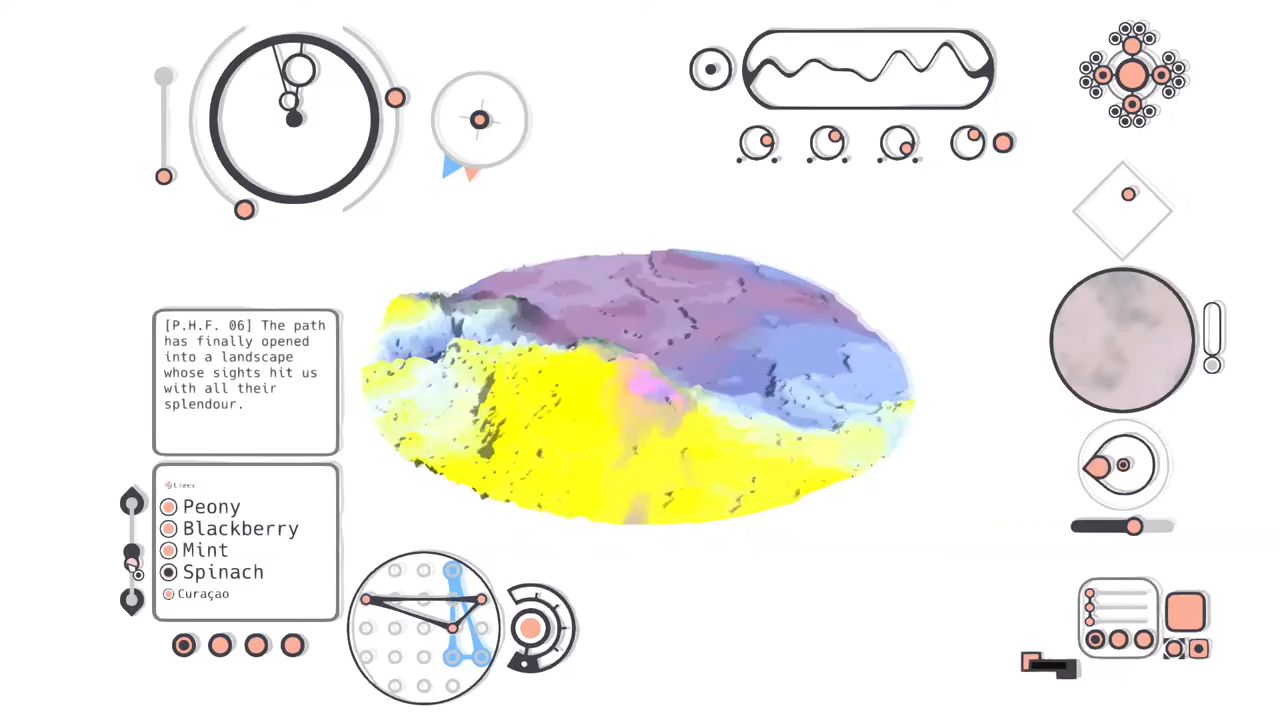 [P.H.F. 06] The path
has finally opened
into a landscape
whose sights hit us
with all their
splendour.
Peony
Blackberry
Mint
Spinach
Curaçao